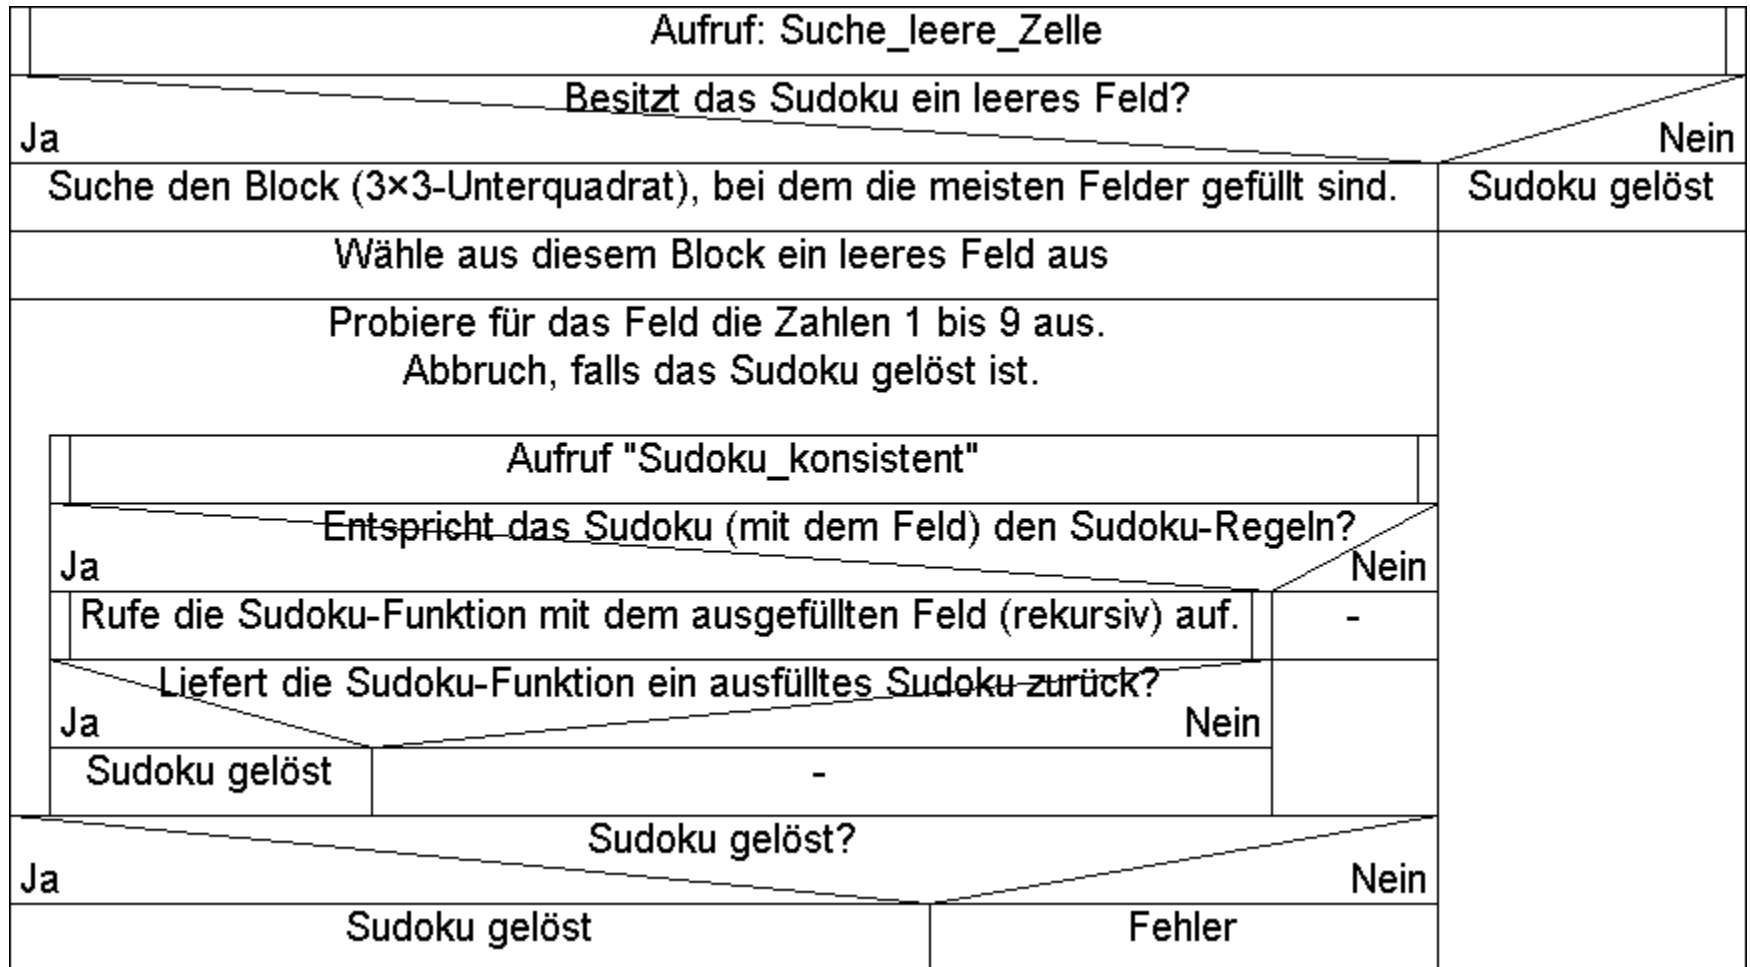 Aufruf: Suche_leere_Zelle
Besitzt das Sudoku ein leeres Feld?
Ja Nein
Suche den Block (3×3-Unterquadrat), bei dem die meisten Felder gefüllt sind. Sudoku gelöst
Wähle aus diesem Block ein leeres Feld aus
Probiere für das Feld die Zahlen 1 bis 9 aus.
Abbruch, falls das Sudoku gelöst ist.
Aufruf "Sudoku_konsistent"
Entspricht das Sudoku (mit dem Feld) den Sudoku-Regeln?
Ja Nein
Rufe die Sudoku-Funktion mit dem ausgefüllten Feld (rekursiv) auf. -
Liefert die Sudoku-Funktion ein ausfülltes Sudoku zurück?
Ja Nein
Sudoku gelöst -
Sudoku gelöst?
Ja Nein
Sudoku gelöst Fehler